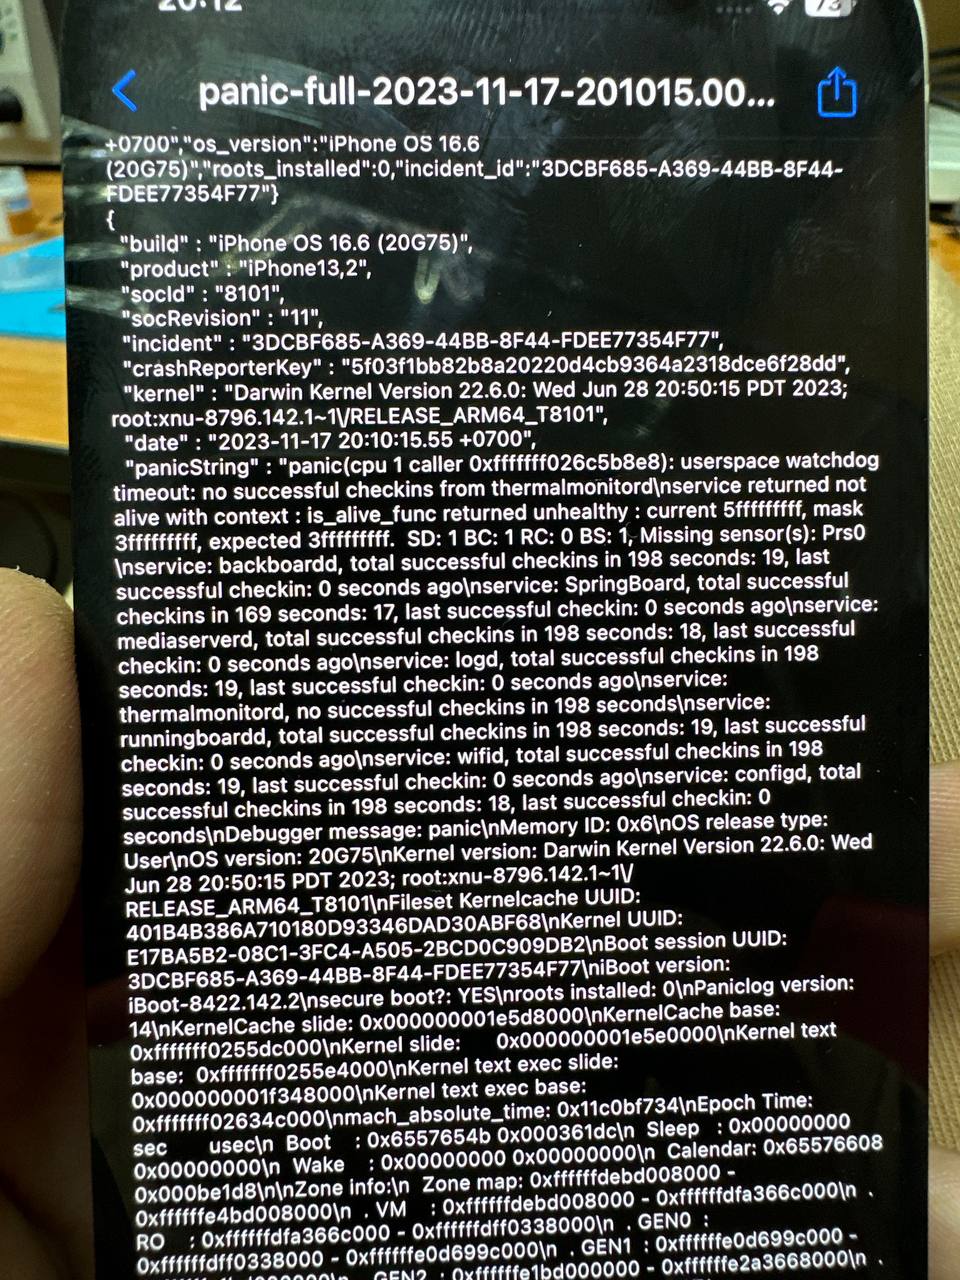 20:12
panic-full-2023-11-17-201015.00...
+0700","os_version":"iPhone OS 16.6
(20G75)","roots_installed":0,"incident_id":"3DCBF685-A369-44BB-8F44-
FDEE77354F77"}
{
"build" : "iPhone OS 16.6 (20G75)",
"product" : "iPhone13,2",
"socId" : "8101",
"socRevision" : "11",
"incident" : "3DCBF685-A369-44BB-8F44-FDEE77354F77",
"crashReporterKey" : "5f03f1bb82b8a20220d4cb9364a2318dce6f28dd",
"kernel" : "Darwin Kernel Version 22.6.0: Wed Jun 28 20:50:15 PDT 2023;
root:xnu-8796.142.1~1\/RELEASE_ARM64_T8101",
"date" : "2023-11-17 20:10:15.55 +0700",
"panicString" : "panic(cpu 1 caller 0xfffffff026c5b8e8): userspace watchdog
timeout: no successful checkins from thermalmonitord\nservice returned not
alive with context : is_alive_func returned unhealthy : current 5fffffffff, mask
3fffffffff, expected 3fffffffff. SD: 1 BC: 1 RC: 0 BS: 1, Missing sensor(s): Prs0
\nservice: backboardd, total successful checkins in 198 seconds: 19, last
successful checkin: 0 seconds ago\nservice: SpringBoard, total successful
checkins in 169 seconds: 17, last successful checkin: 0 seconds ago\nservice:
mediaserverd, total successful checkins in 198 seconds: 18, last successful
checkin: 0 seconds ago\nservice: logd, total successful checkins in 198
seconds: 19, last successful checkin: 0 seconds ago\nservice:
thermalmonitord, no successful checkins in 198 seconds\nservice:
runningboardd, total successful checkins in 198 seconds: 19, last successful
checkin: 0 seconds ago\nservice: wifid, total successful checkins in 198
seconds: 19, last successful checkin: 0 seconds ago\nservice: configd, total
successful checkins in 198 seconds: 18, last successful checkin: 0
seconds\nDebugger message: panic\nMemory ID: 0x6\nOS release type:
User\nOS version: 20G75\nKernel version: Darwin Kernel Version 22.6.0: Wed
Jun 28 20:50:15 PDT 2023; root:xnu-8796.142.1~1\/
RELEASE_ARM64_T8101\nFileset Kernelcache UUID:
401B4B386A710180D93346DAD30ABF68\nKernel UUID:
E17BA5B2-08C1-3FC4-A505-2BCD0C909DB2\nBoot session UUID:
3DCBF685-A369-44BB-8F44-FDEE77354F77\niBoot version:
iBoot-8422.142.2\nsecure boot?: YES\nroots installed: 0\nPaniclog version:
14\nKernelCache slide: 0x000000001e5d8000\nKernelCache base:
0xfffffff0255dc000\nKernel slide: 0x000000001e5e0000\nKernel text
base: 0xfffffff0255e4000\nKernel text exec slide:
0x000000001f348000\nKernel text exec base:
0xfffffff02634c000\nmach_absolute_time: 0x11c0bf734\nEpoch Time:
sec usec\n Boot : 0x6557654b 0x000361dc\n Sleep : 0x00000000
0x00000000\n Wake : 0x00000000 0x00000000\n Calendar: 0x65576608
0x000be1d8\n\nZone info:\n Zone map: 0xffffffdebd008000 -
0xffffffe4bd008000\n . VM : 0xffffffdebd008000 - 0xffffffdfa366c000\n .
RO : 0xffffffdfa366c000 - 0xffffffdff0338000\n . GEN0 :
0xffffffdff0338000 - 0xffffffe0d699c000\n . GEN1 : 0xffffffe0d699c000 -
. GEN2 : 0xffffffe1bd000000 - 0xffffffe2a3668000\n .